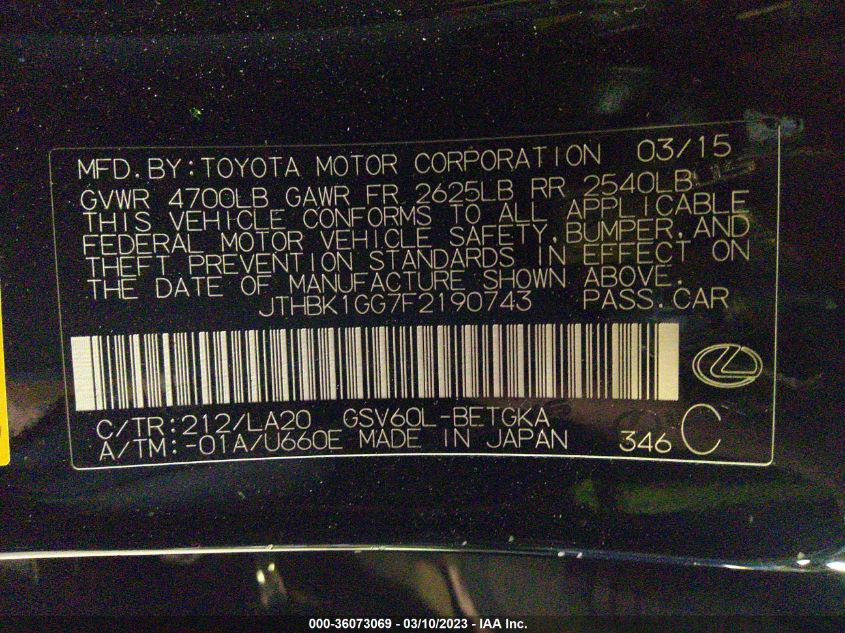 MFD.BY:TOYOTA MOTOR CORPORATION 03/15
GVWR 4700LB GAWR FR 2625LB RR 2540LB
THIS VEHICLE CONFORMS TO ALL APPLICABLE
FEDERAL MOTOR VEHICLE SAFETY,BUMPER,AND
THEFT PREVENTION STANDARDS IN EFFECT ON
THE DATE OF MANUFACTURE SHOWN ABOVE.
JTHBK1GG7F2190743 PASS.CAR
C/TR:212/LA20 GSV60L-BETGKA
A/TM:-01A/U660E MADE IN JAPAN 346 C
000-36073069 - 03/10/2023 - IAA Inc.